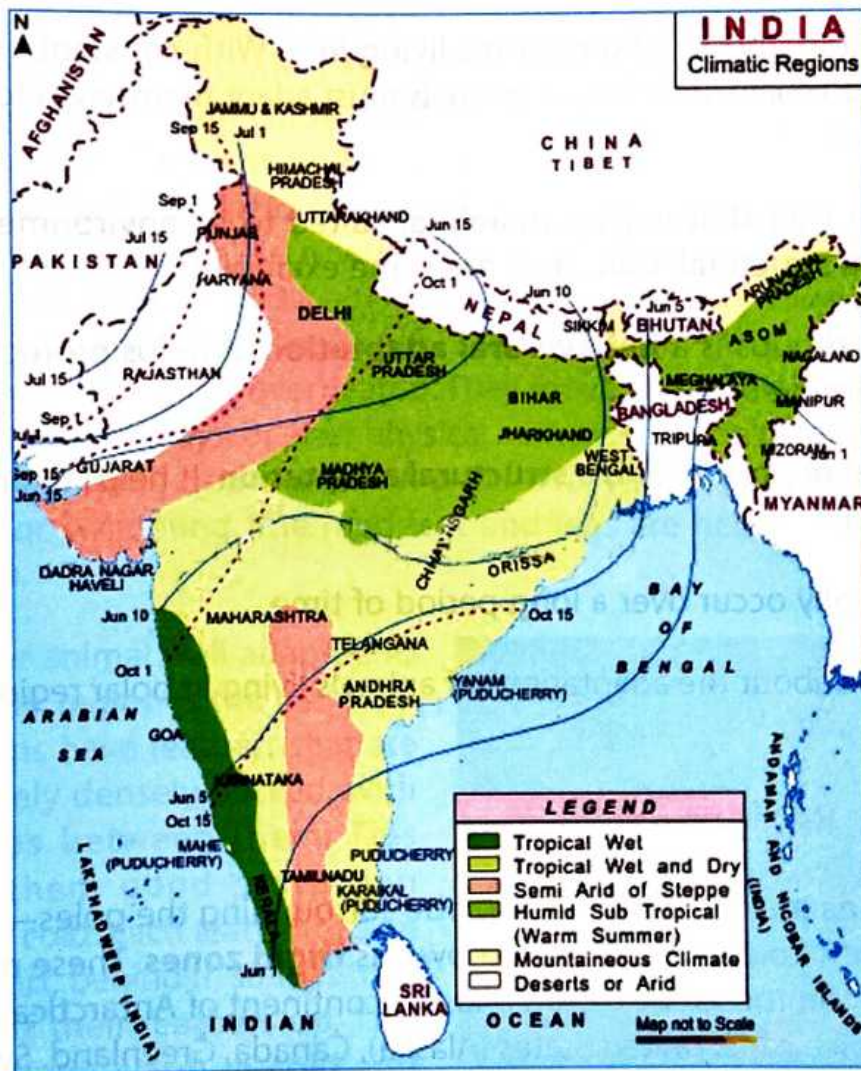 N
INDIA
Climatic Regions
AFGHANISTAN
JAMMU & KASHMIR
Sep 15
Jul 1
CHINA
TIBET
HIMACHAL
PRADESH
Sep 1
UTTARAKHAND
Jun 15
PUNJAB
Jul 15
PAKISTAN
HARYANA
Oct 1
NEPAL
Jun 10
ARUNACHAL
PRADESH
Jun 5
SIKKIM
BHUTAN
DELHI
ASOM
NAGALAND
RAJASTHAN
UTTAR
PRADESH
MEGHALAYA
Jul 15
BIHAR
BANGLADESH
MANIPUR
Sep 1
JHARKHAND
TRIPURA
MIZORAM
Jun 1
WEST
BENGAL
Sep 15
GUJARAT
MADHYA
PRADESH
Jun 15
MYANMAR
CHHATTISGARH
ORISSA
DADRA NAGAR
HAVELI
BAY
OF
BENGAL
Jun 10
MAHARASHTRA
Oct 15
TELANGANA
Oct 1
ANDHRA
PRADESH
YANAM
(PUDUCHERRY)
ARABIAN
SEA
GOA
KARNATAKA
Jun 5
Oct 15
MAHE
(PUDUCHERRY)
PUDUCHERRY
TAMILNADU
KARAIKAL
(PUDUCHERRY)
KERALA
Jun 1
LAKSHADWEEP (INDIA)
ANDAMAN AND NICOBAR ISLANDS
(INDIA)
SRI
LANKA
INDIAN OCEAN
LEGEND
Tropical Wet
Tropical Wet and Dry
Semi Arid of Steppe
Humid Sub Tropical
(Warm Summer)
Mountaineous Climate
Deserts or Arid
Map not to Scale